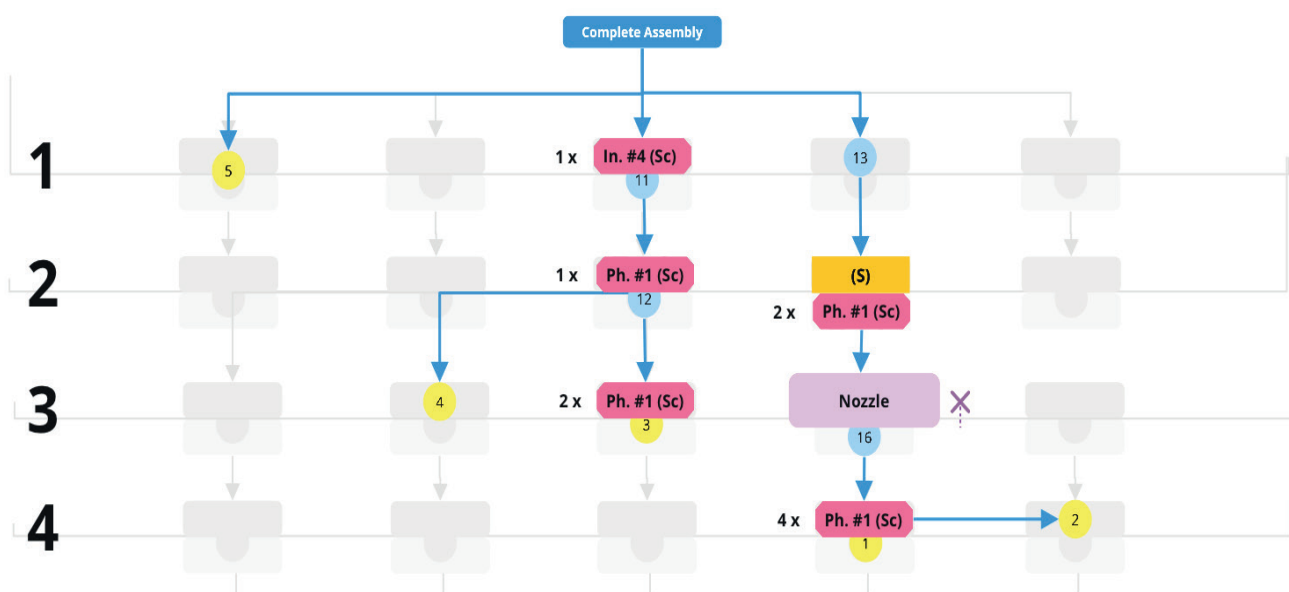 Complete Assembly
1
5
1 x
In. #4 (Sc)
11
13
2
1 x
Ph. #1 (Sc)
12
(S)
2 x
Ph. #1 (Sc)
3
4
2 x
Ph. #1 (Sc)
3
Nozzle
16
4
4 x
Ph. #1 (Sc)
1
2